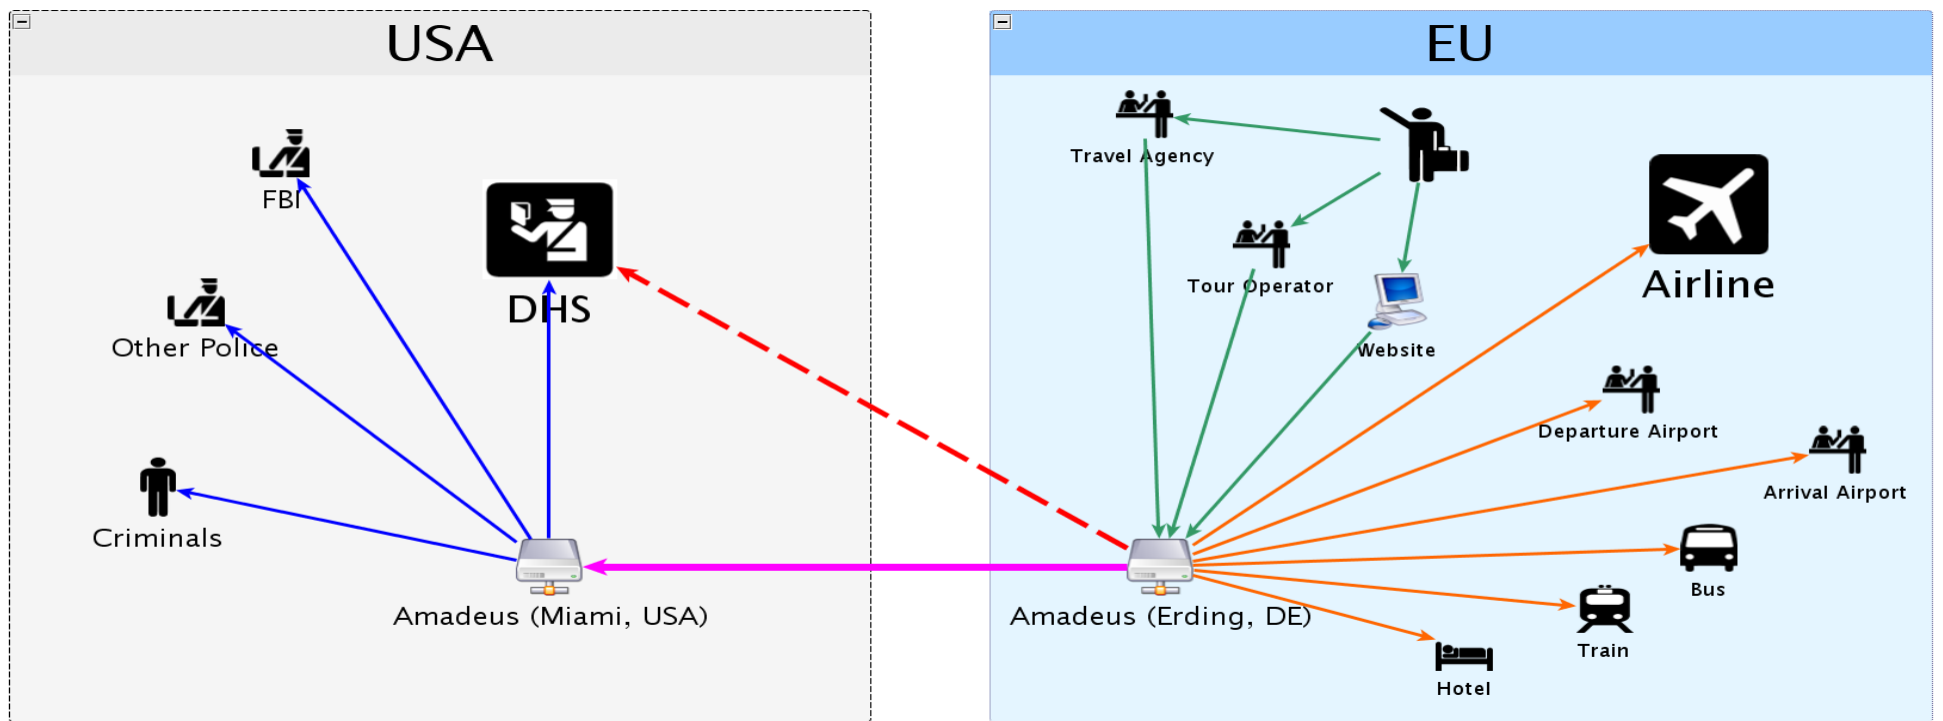 USA
EU
Travel Agency
FBI
Airline
Tour Operator
DHS
Other Police
Website
Departure Airport
Arrival Airport
Criminals
Bus
Amadeus (Miami, USA)
Amadeus (Erding, DE)
Train
Hotel